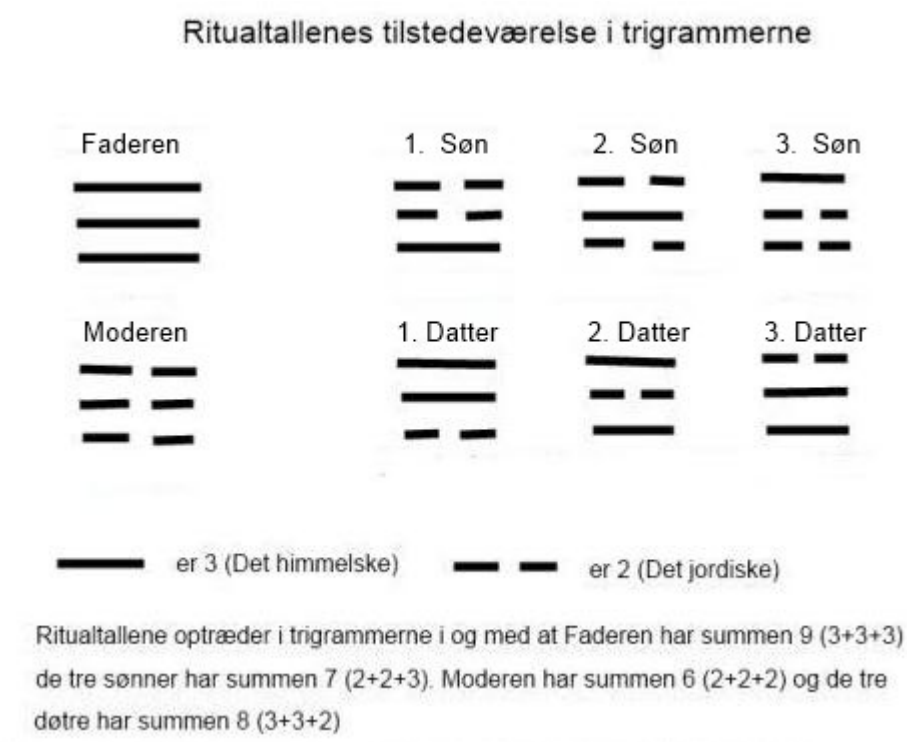 Ritualtallenes tilstedeværelse i trigrammerne
Faderen
1. Søn
2. Søn
3. Søn
Moderen
1. Datter
2. Datter
3. Datter
er 3 (Det himmelske)
er 2 (Det jordiske)
Ritualtallene optræder i trigrammerne i og med at Faderen har summen 9 (3+3+3)
de tre sønner har summen 7 (2+2+3). Moderen har summen 6 (2+2+2) og de tre
døtre har summen 8 (3+3+2)